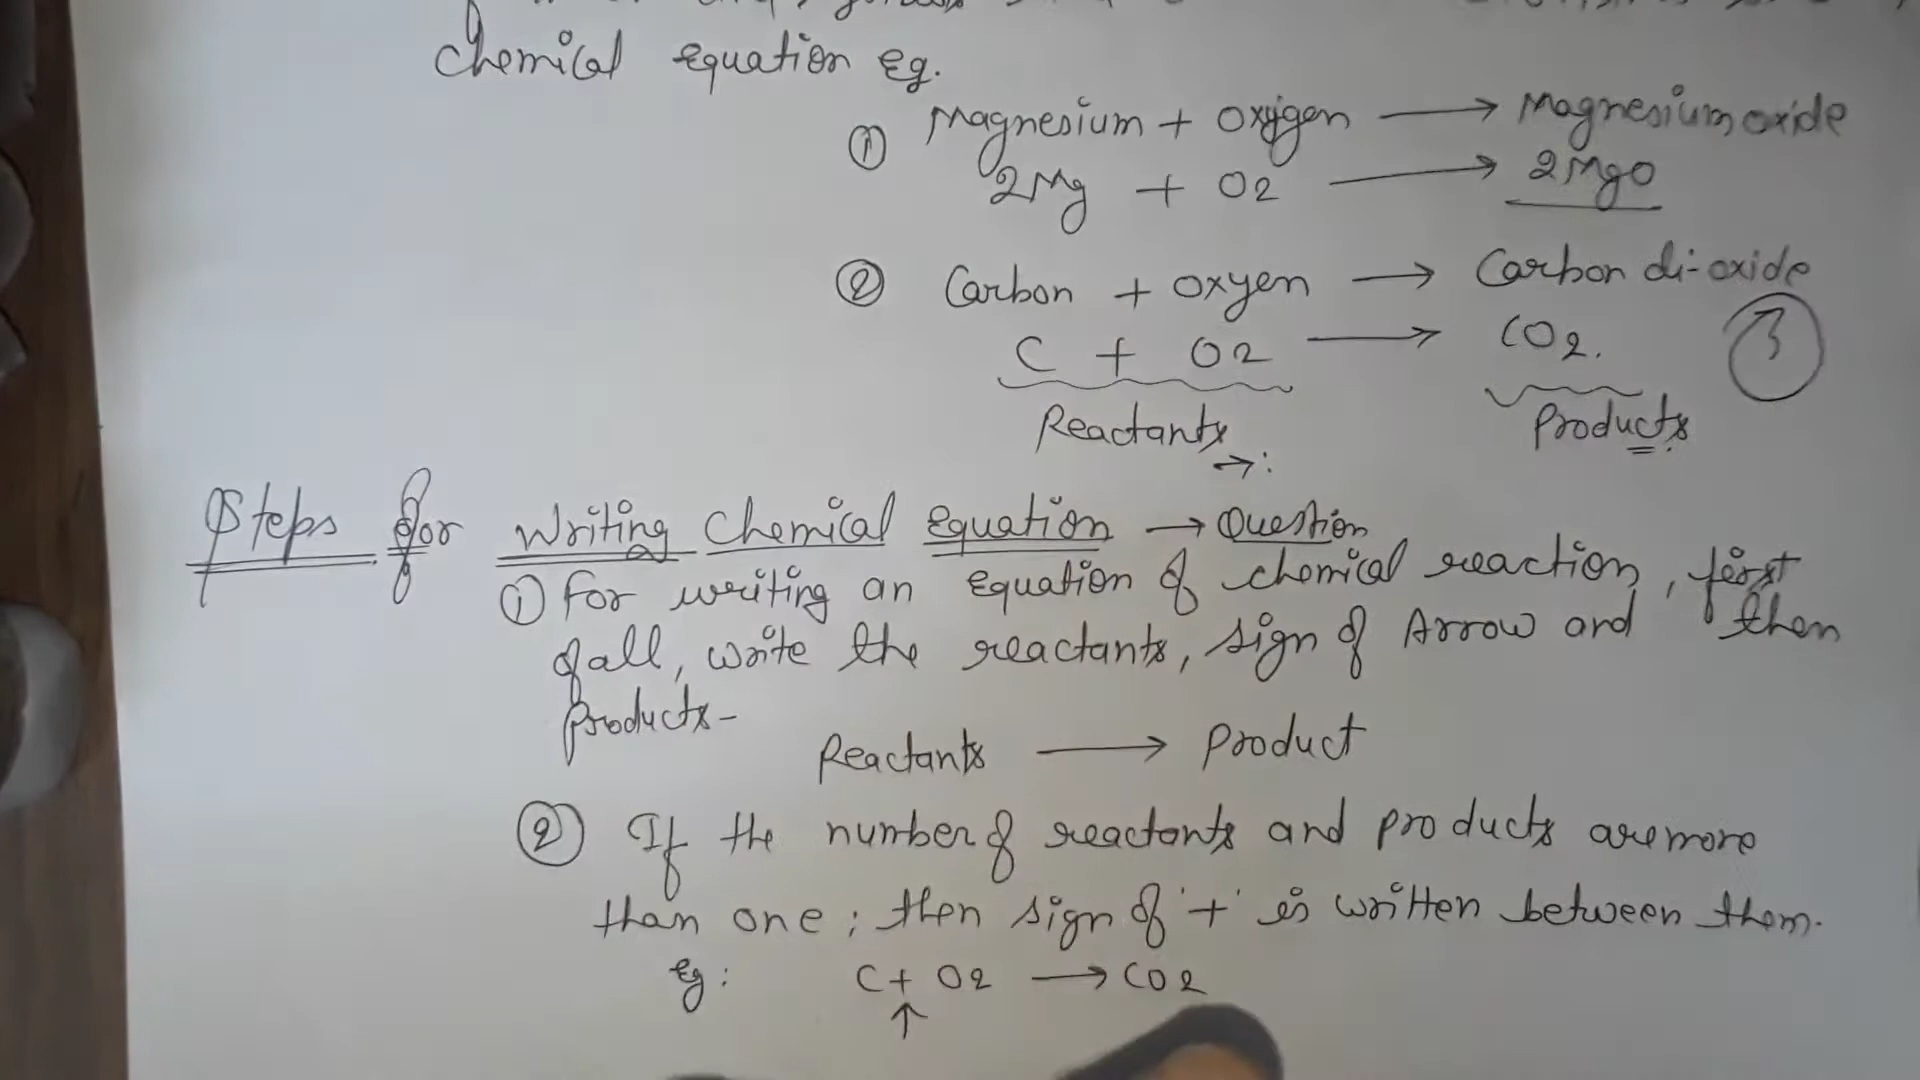 Chemical equation Eg.
① Magnesium + Oxygen ⟶ Magnesium oxide
2Mg + O2 ⟶ 2MgO
② Carbon + Oxyen → Carbon di-oxide
C + O2 ⟶ CO2.
Reactants Products
→:
Steps for Writing Chemical Equation → Question
① For writing an equation of chemical reaction, first
of all, write the reactants, sign of Arrow and then
products-
Reactants ⟶ Product
② If the number of reactants and products are more
than one; then sign of '+' is written between them.
Eg: C + O2 ⟶ CO2
↑